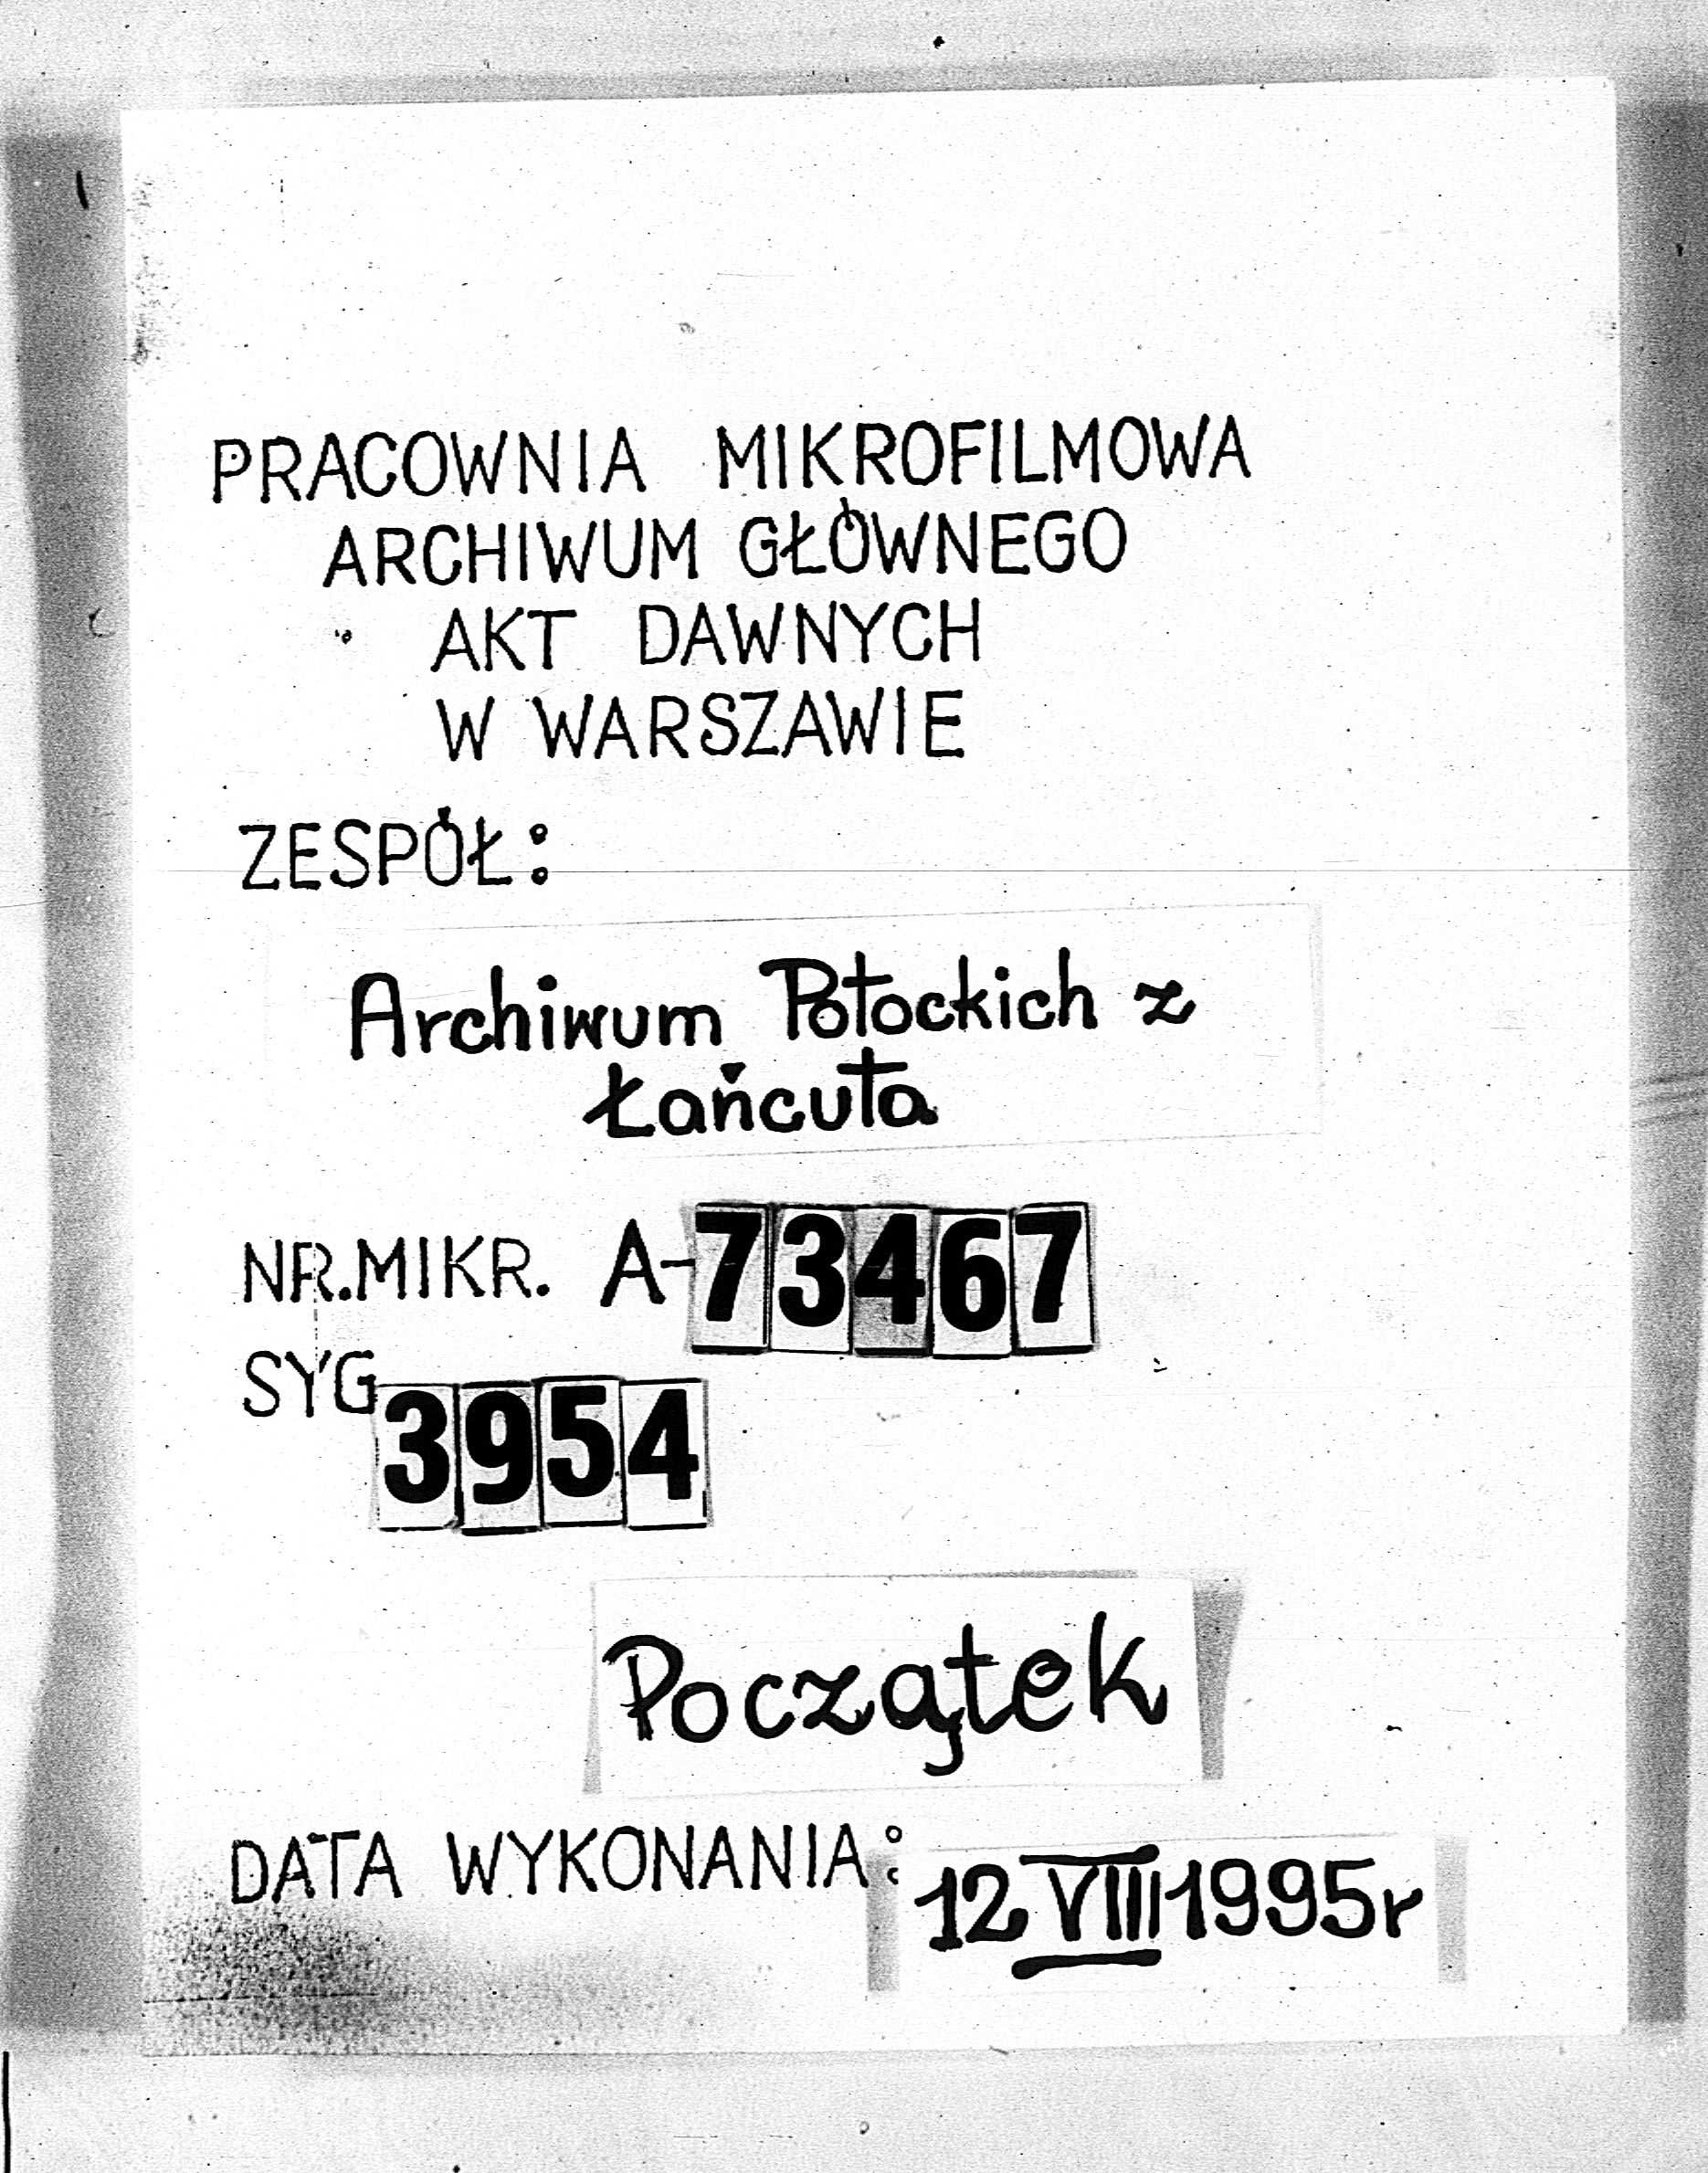 PRACOWNIA MIKROFILMOWA
ARCHIWUM GŁÓWNEGO
AKT DAWNYCH
W WARSZAWIE
ZESPÓŁ:
Archiwum Potockich z
Łańcuta
NR.MIKR. A-73467
SYG 3954
Początek
DATA WYKONANIA: 12 VIII 1995r